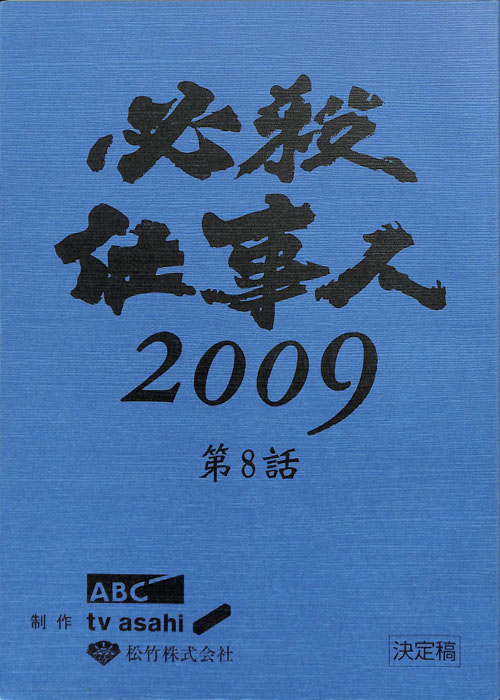 必殺
仕事人
2009
第8話
ABC
制作 tv asahi
松竹株式会社
決定稿